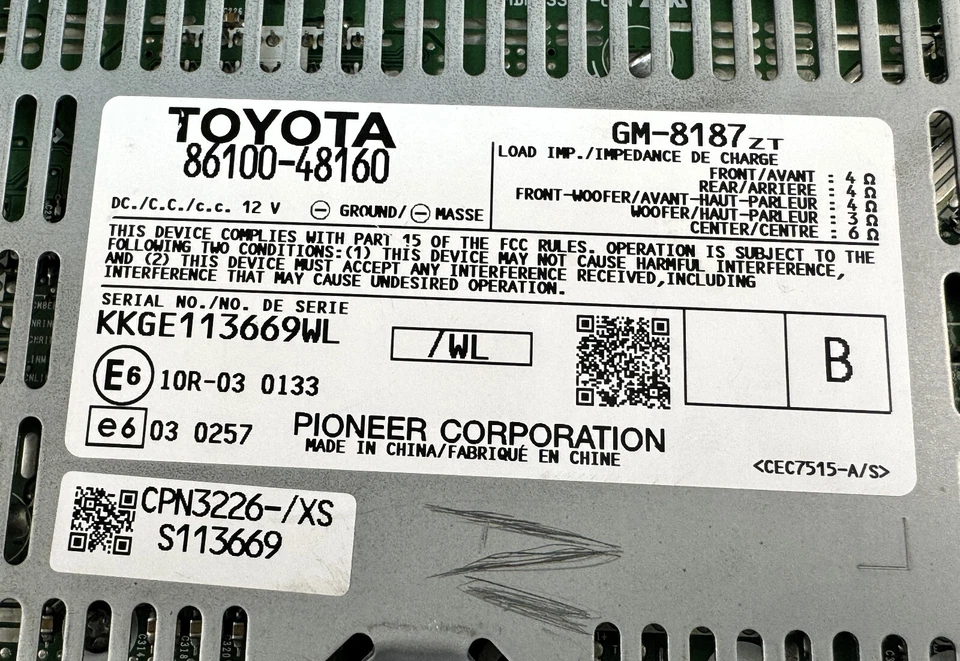 TOYOTA
86100-48160
DC./C.C./c.c. 12 V ⊖ GROUND/⊖ MASSE
GM-8187ZT
LOAD IMP./IMPEDANCE DE CHARGE
FRONT/AVANT : 4 Ω
REAR/ARRIERE : 4 Ω
FRONT-WOOFER/AVANT-HAUT-PARLEUR : 4 Ω
WOOFER/HAUT-PARLEUR : 3 Ω
CENTER/CENTRE : 6 Ω
THIS DEVICE COMPLIES WITH PART 15 OF THE FCC RULES. OPERATION IS SUBJECT TO THE
FOLLOWING TWO CONDITIONS:(1) THIS DEVICE MAY NOT CAUSE HARMFUL INTERFERENCE,
AND (2) THIS DEVICE MUST ACCEPT ANY INTERFERENCE RECEIVED,INCLUDING
INTERFERENCE THAT MAY CAUSE UNDESIRED OPERATION.
SERIAL NO./NO. DE SERIE
KKGE113669WL
/WL
B
E6 10R-03 0133
e6 03 0257
PIONEER CORPORATION
MADE IN CHINA/FABRIQUÉ EN CHINE
<CEC7515-A/S>
CPN3226-/XS
S113669